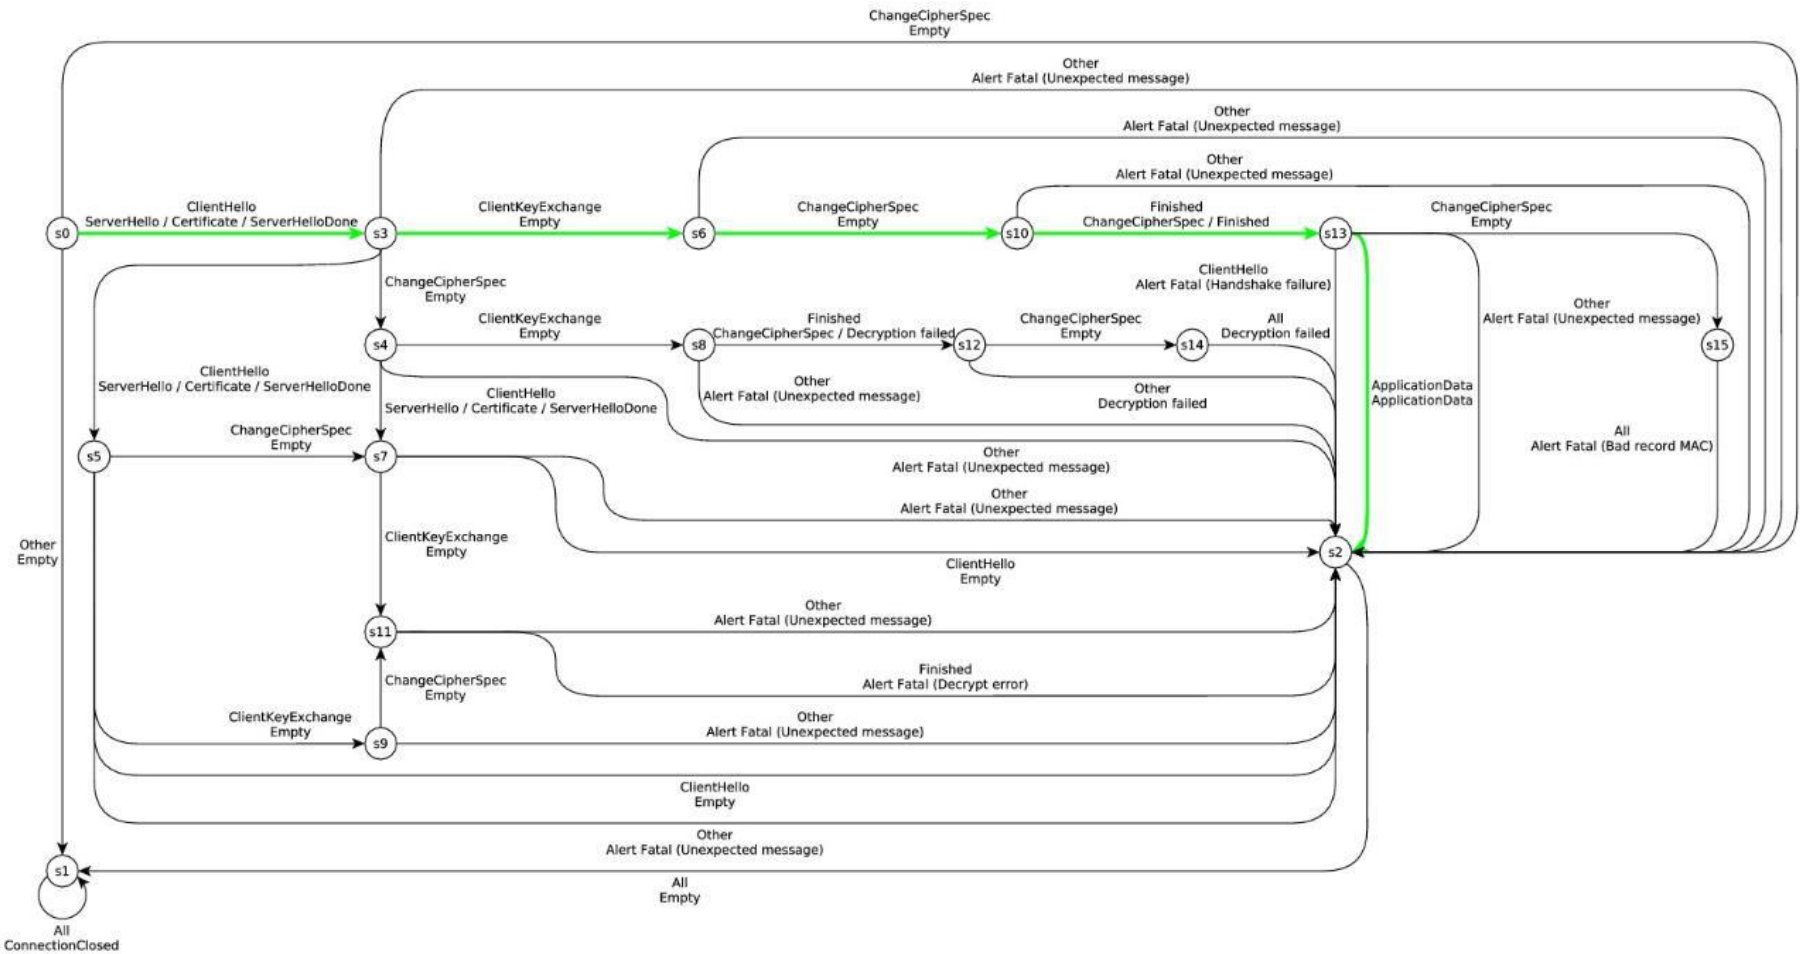 ChangeCipherSpec
Empty
Other
Alert Fatal (Unexpected message)
Other
Alert Fatal (Unexpected message)
Other
Alert Fatal (Unexpected message)
s0
ClientHello
ServerHello / Certificate / ServerHelloDone
s3
ClientKeyExchange
Empty
s6
ChangeCipherSpec
Empty
s10
Finished
ChangeCipherSpec / Finished
s13
ChangeCipherSpec
Empty
ChangeCipherSpec
Empty
ClientHello
Alert Fatal (Handshake failure)
Other
Alert Fatal (Unexpected message)
s4
ClientKeyExchange
Empty
s8
Finished
ChangeCipherSpec / Decryption failed
s12
ChangeCipherSpec
Empty
s14
All
Decryption failed
s15
ClientHello
ServerHello / Certificate / ServerHelloDone
ClientHello
ServerHello / Certificate / ServerHelloDone
Other
Alert Fatal (Unexpected message)
Other
Decryption failed
ApplicationData
ApplicationData
All
Alert Fatal (Bad record MAC)
s5
ChangeCipherSpec
Empty
s7
Other
Alert Fatal (Unexpected message)
Other
Alert Fatal (Unexpected message)
Other
Empty
ClientKeyExchange
Empty
ClientHello
Empty
s2
s11
Other
Alert Fatal (Unexpected message)
ChangeCipherSpec
Empty
Finished
Alert Fatal (Decrypt error)
ClientKeyExchange
Empty
s9
Other
Alert Fatal (Unexpected message)
ClientHello
Empty
Other
Alert Fatal (Unexpected message)
s1
All
Empty
All
ConnectionClosed